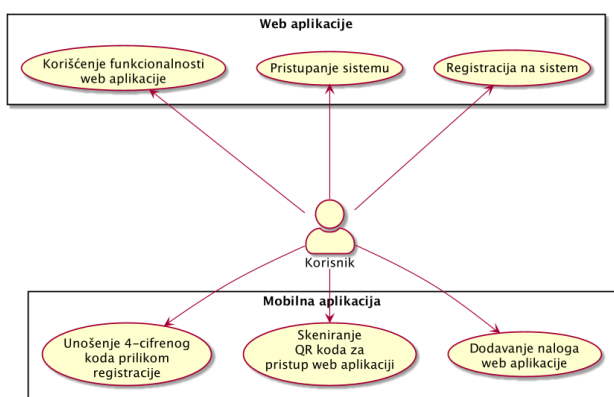 Web aplikacije
Korišćenje funkcionalnosti
web aplikacije
Pristupanje sistemu
Registracija na sistem
Korisnik
Mobilna aplikacija
Unošenje 4-cifrenog
koda prilikom
registracije
Skeniranje
QR koda za
pristup web aplikaciji
Dodavanje naloga
web aplikacije